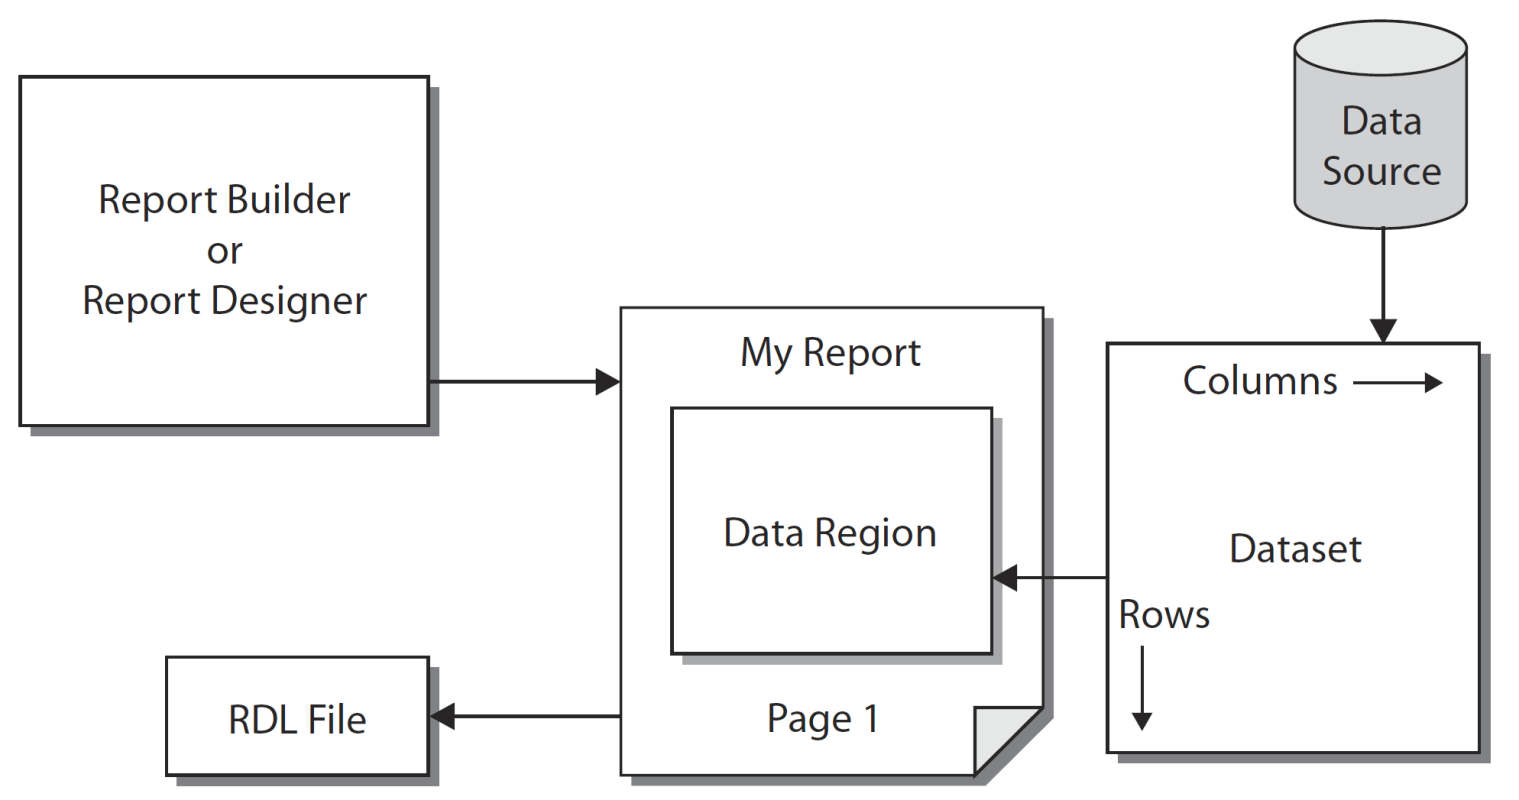 Report Builder
or
Report Designer
My Report
Data Region
Page 1
RDL File
Data
Source
Columns
Dataset
Rows